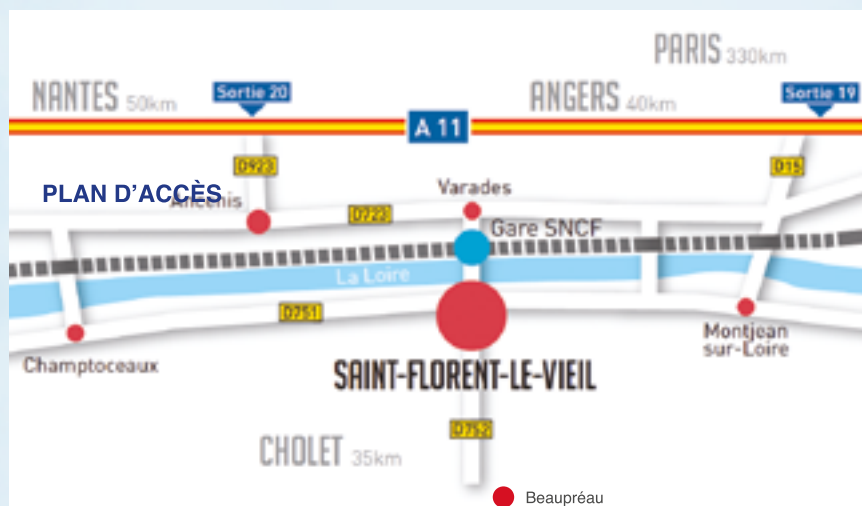 PARIS 330km
NANTES 50km
Sortie 20
ANGERS 40km
Sortie 19
A 11
D923
D15
PLAN D'ACCÈS
Ancenis
Varades
D723
Gare SNCF
La Loire
D751
Champtoceaux
Montjean
sur-Loire
SAINT-FLORENT-LE-VIEIL
D752
CHOLET 35km
Beaupréau